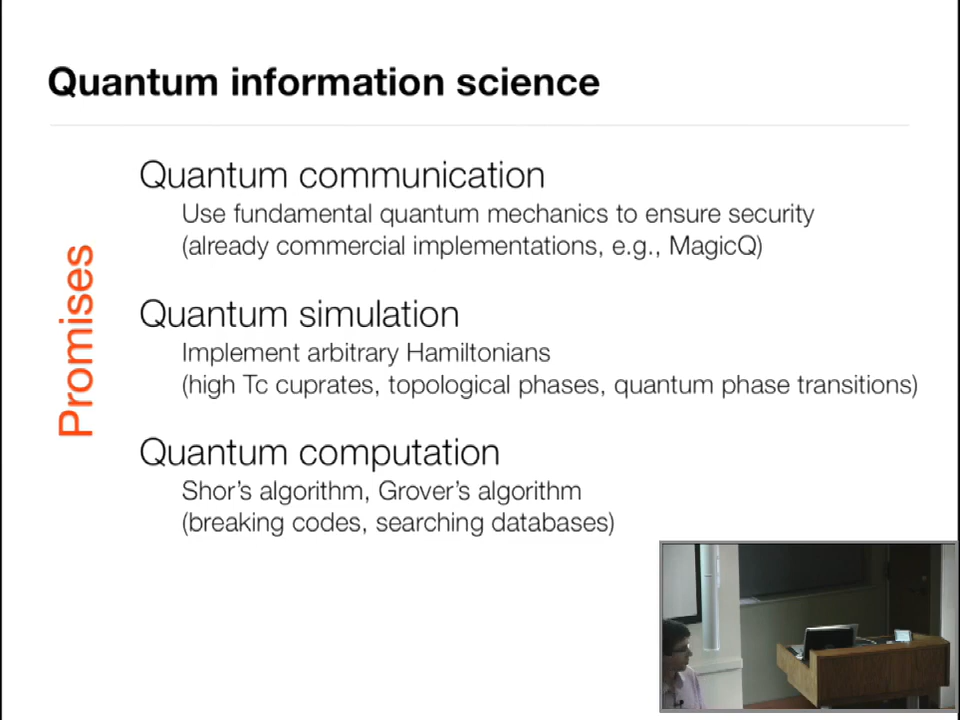 Quantum information science
Promises
Quantum communication
Use fundamental quantum mechanics to ensure security
(already commercial implementations, e.g., MagicQ)
Quantum simulation
Implement arbitrary Hamiltonians
(high Tc cuprates, topological phases, quantum phase transitions)
Quantum computation
Shor's algorithm, Grover's algorithm
(breaking codes, searching databases)